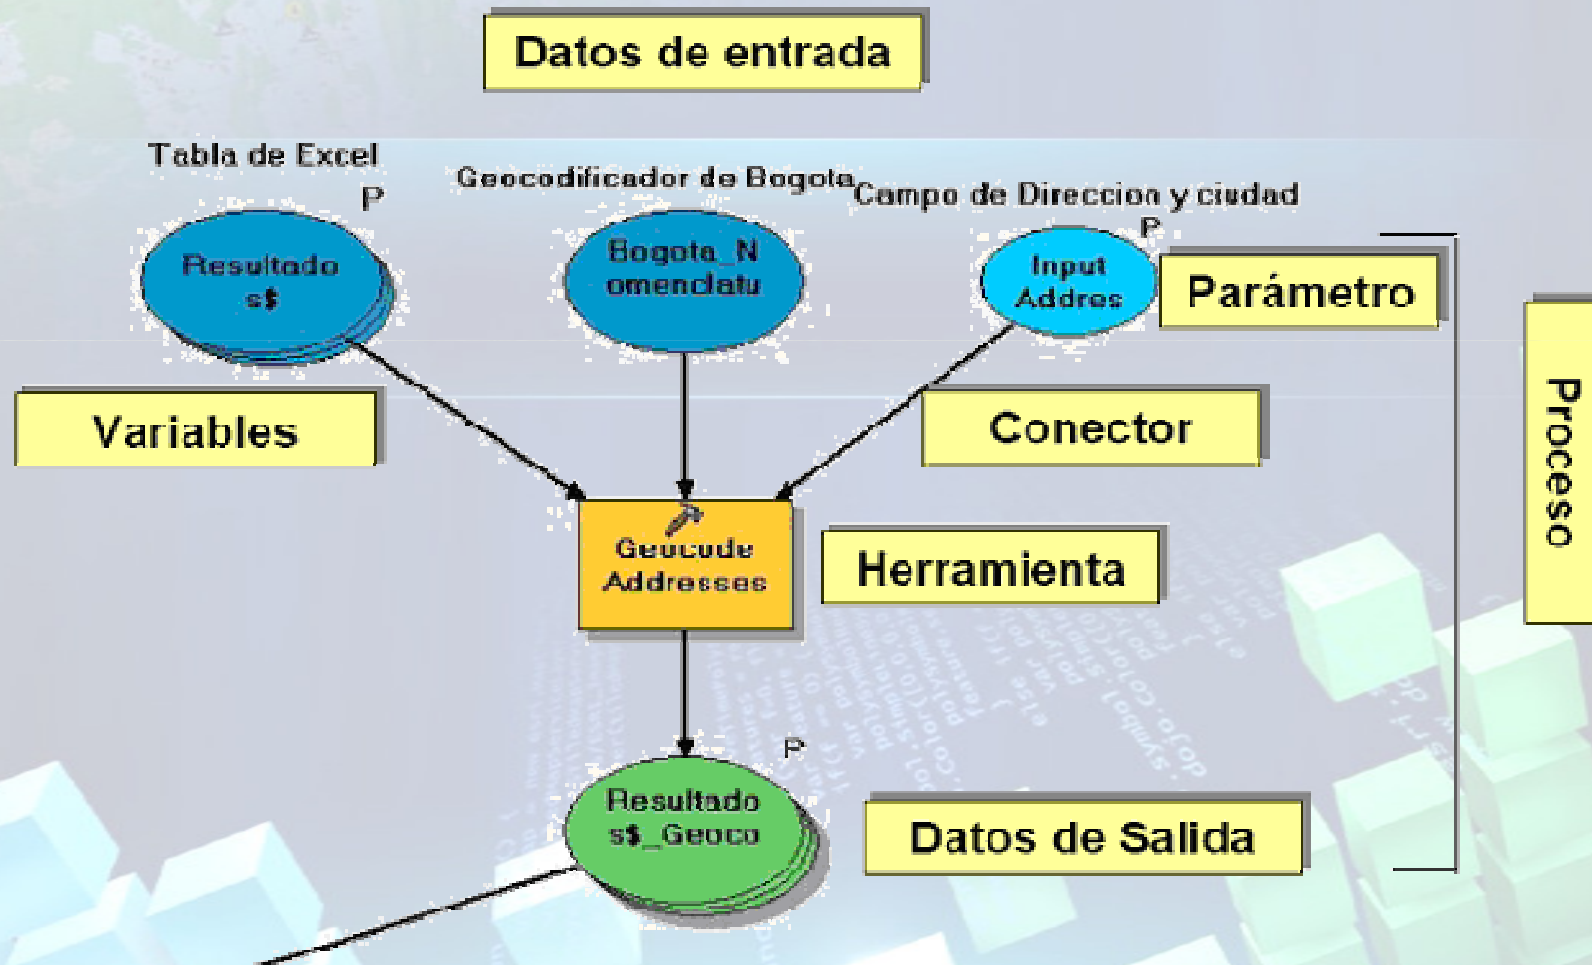 Datos de entrada
Tabla de Excel
P
Geocodificador de Bogota
Campo de Direccion y ciudad
P
Resultado
s$
Bogota_N
omenclatu
Input
Addres
Parámetro
Variables
Conector
Proceso
Geocode
Addresses
Herramienta
P
Resultado
s$_Geoco
Datos de Salida